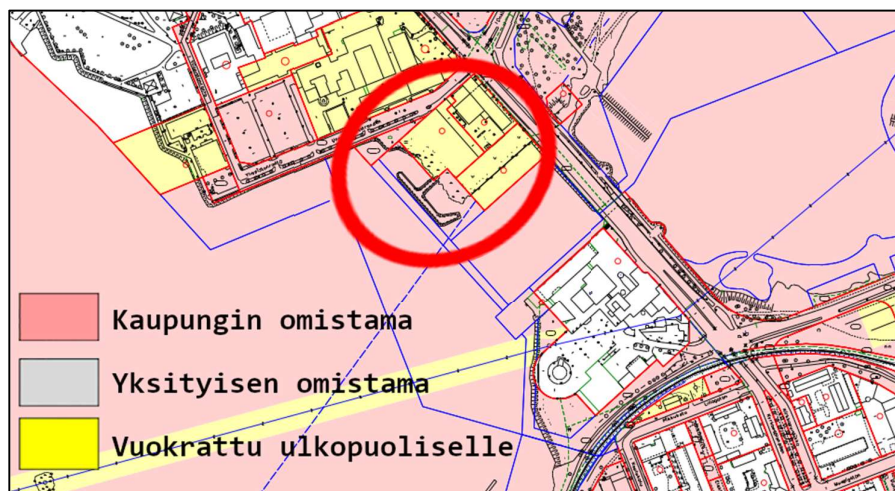 Kaupungin omistama
Yksityisen omistama
Vuokrattu ulkopuoliselle